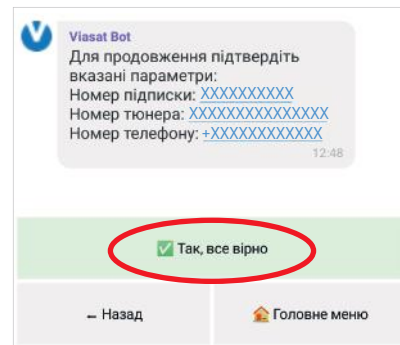 Viasat Bot
Для продовження підтвердіть
вказані параметри:
Номер підписки: XXXXXXXXXX
Номер тюнера: XXXXXXXXXXXXXXX
Номер телефону: +XXXXXXXXXXXX
12:48
✅ Так, все вірно
← Назад
🏠 Головне меню